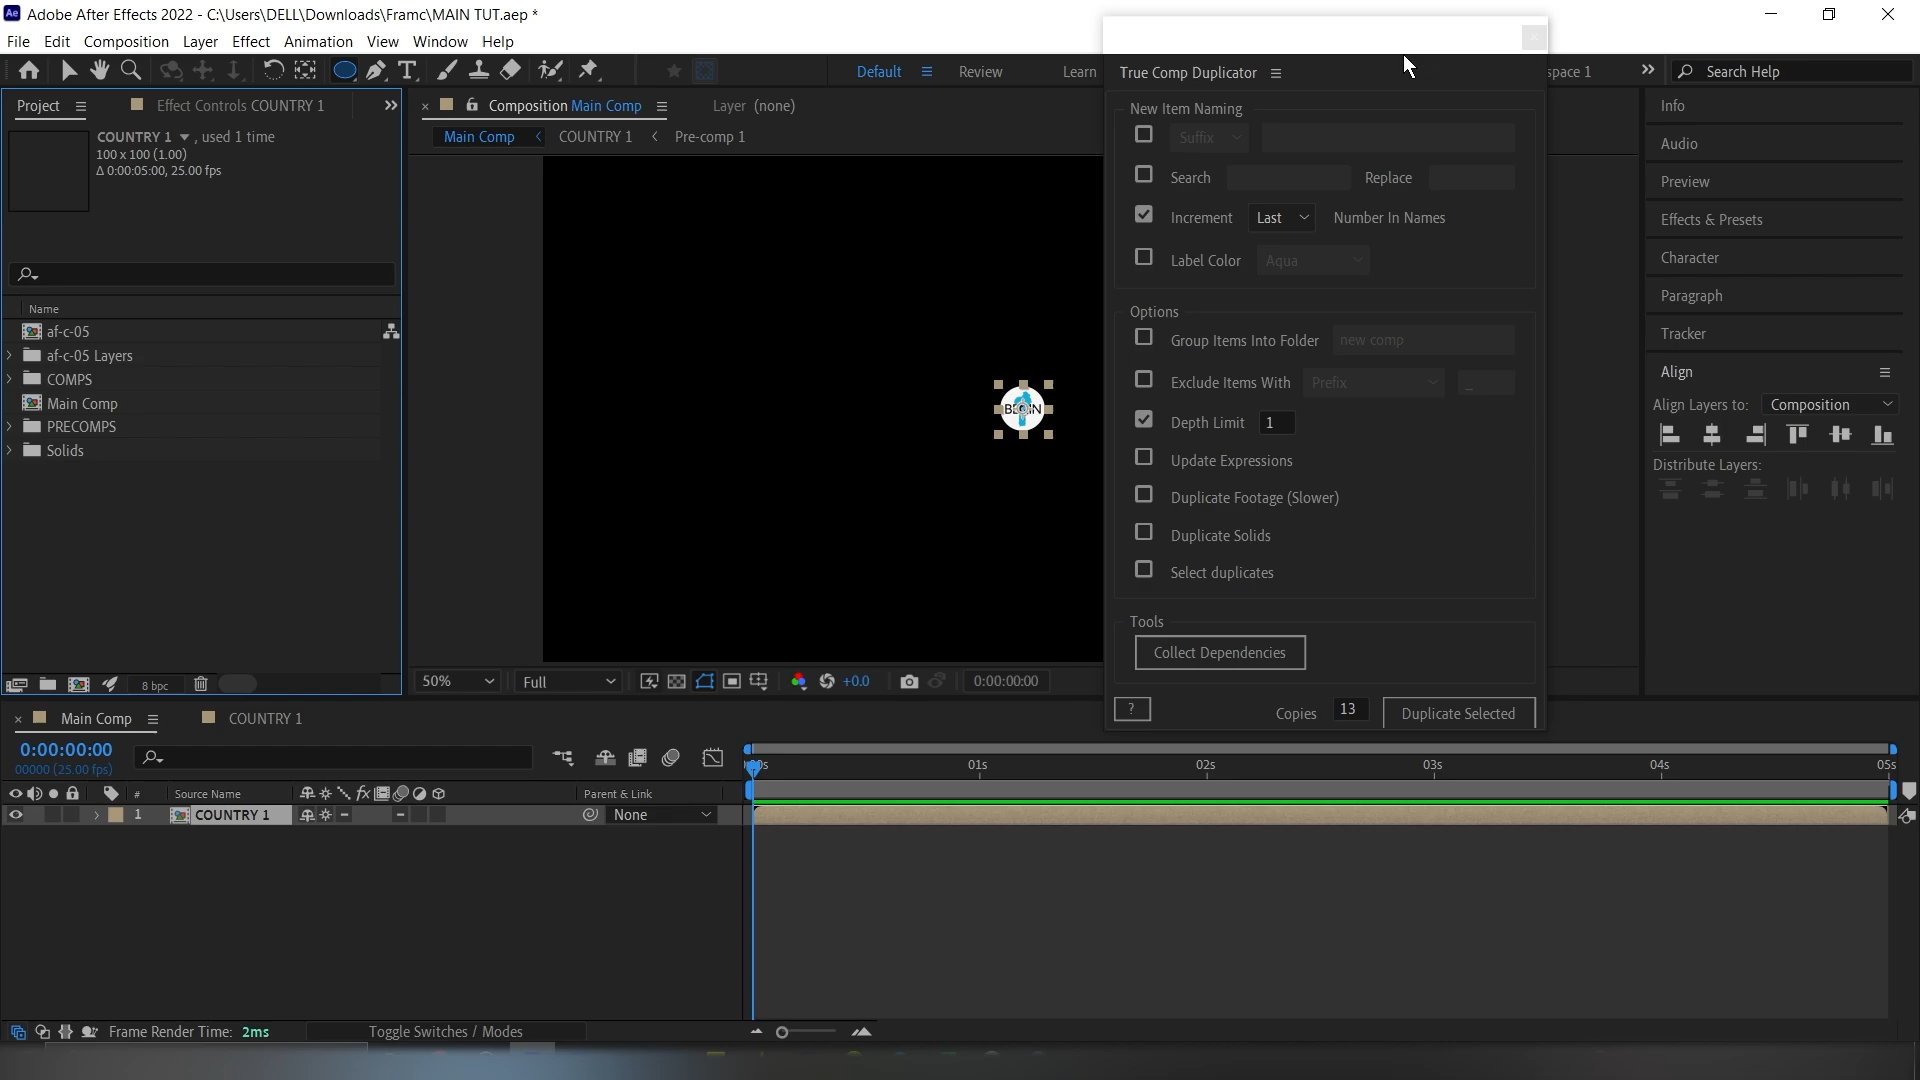 Ae Adobe After Effects 2022 - C:\Users\DELL\Downloads\Framc\MAIN TUT.aep *
File Edit Composition Layer Effect Animation View Window Help
Default Review Learn
space 1
Search Help
Project
Effect Controls COUNTRY 1
COUNTRY 1 , used 1 time
100 x 100 (1.00)
Δ 0:00:05:00, 25.00 fps
Name
af-c-05
af-c-05 Layers
COMPS
Main Comp
PRECOMPS
Solids
8 bpc
Composition Main Comp
Layer (none)
Main Comp COUNTRY 1 Pre-comp 1
50%
Full
+0.0
0:00:00:00
True Comp Duplicator
New Item Naming
Suffix
Search
Replace
Increment Last Number In Names
Label Color Aqua
Options
Group Items Into Folder new comp
Exclude Items With Prefix _
Depth Limit 1
Update Expressions
Duplicate Footage (Slower)
Duplicate Solids
Select duplicates
Tools
Collect Dependencies
? Copies 13 Duplicate Selected
Info
Audio
Preview
Effects & Presets
Character
Paragraph
Tracker
Align
Align Layers to: Composition
Distribute Layers:
Main Comp
COUNTRY 1
0:00:00:00
00000 (25.00 fps)
01s 02s 03s 04s 05s
# Source Name
Parent & Link
1 COUNTRY 1
None
Frame Render Time: 2ms
Toggle Switches / Modes